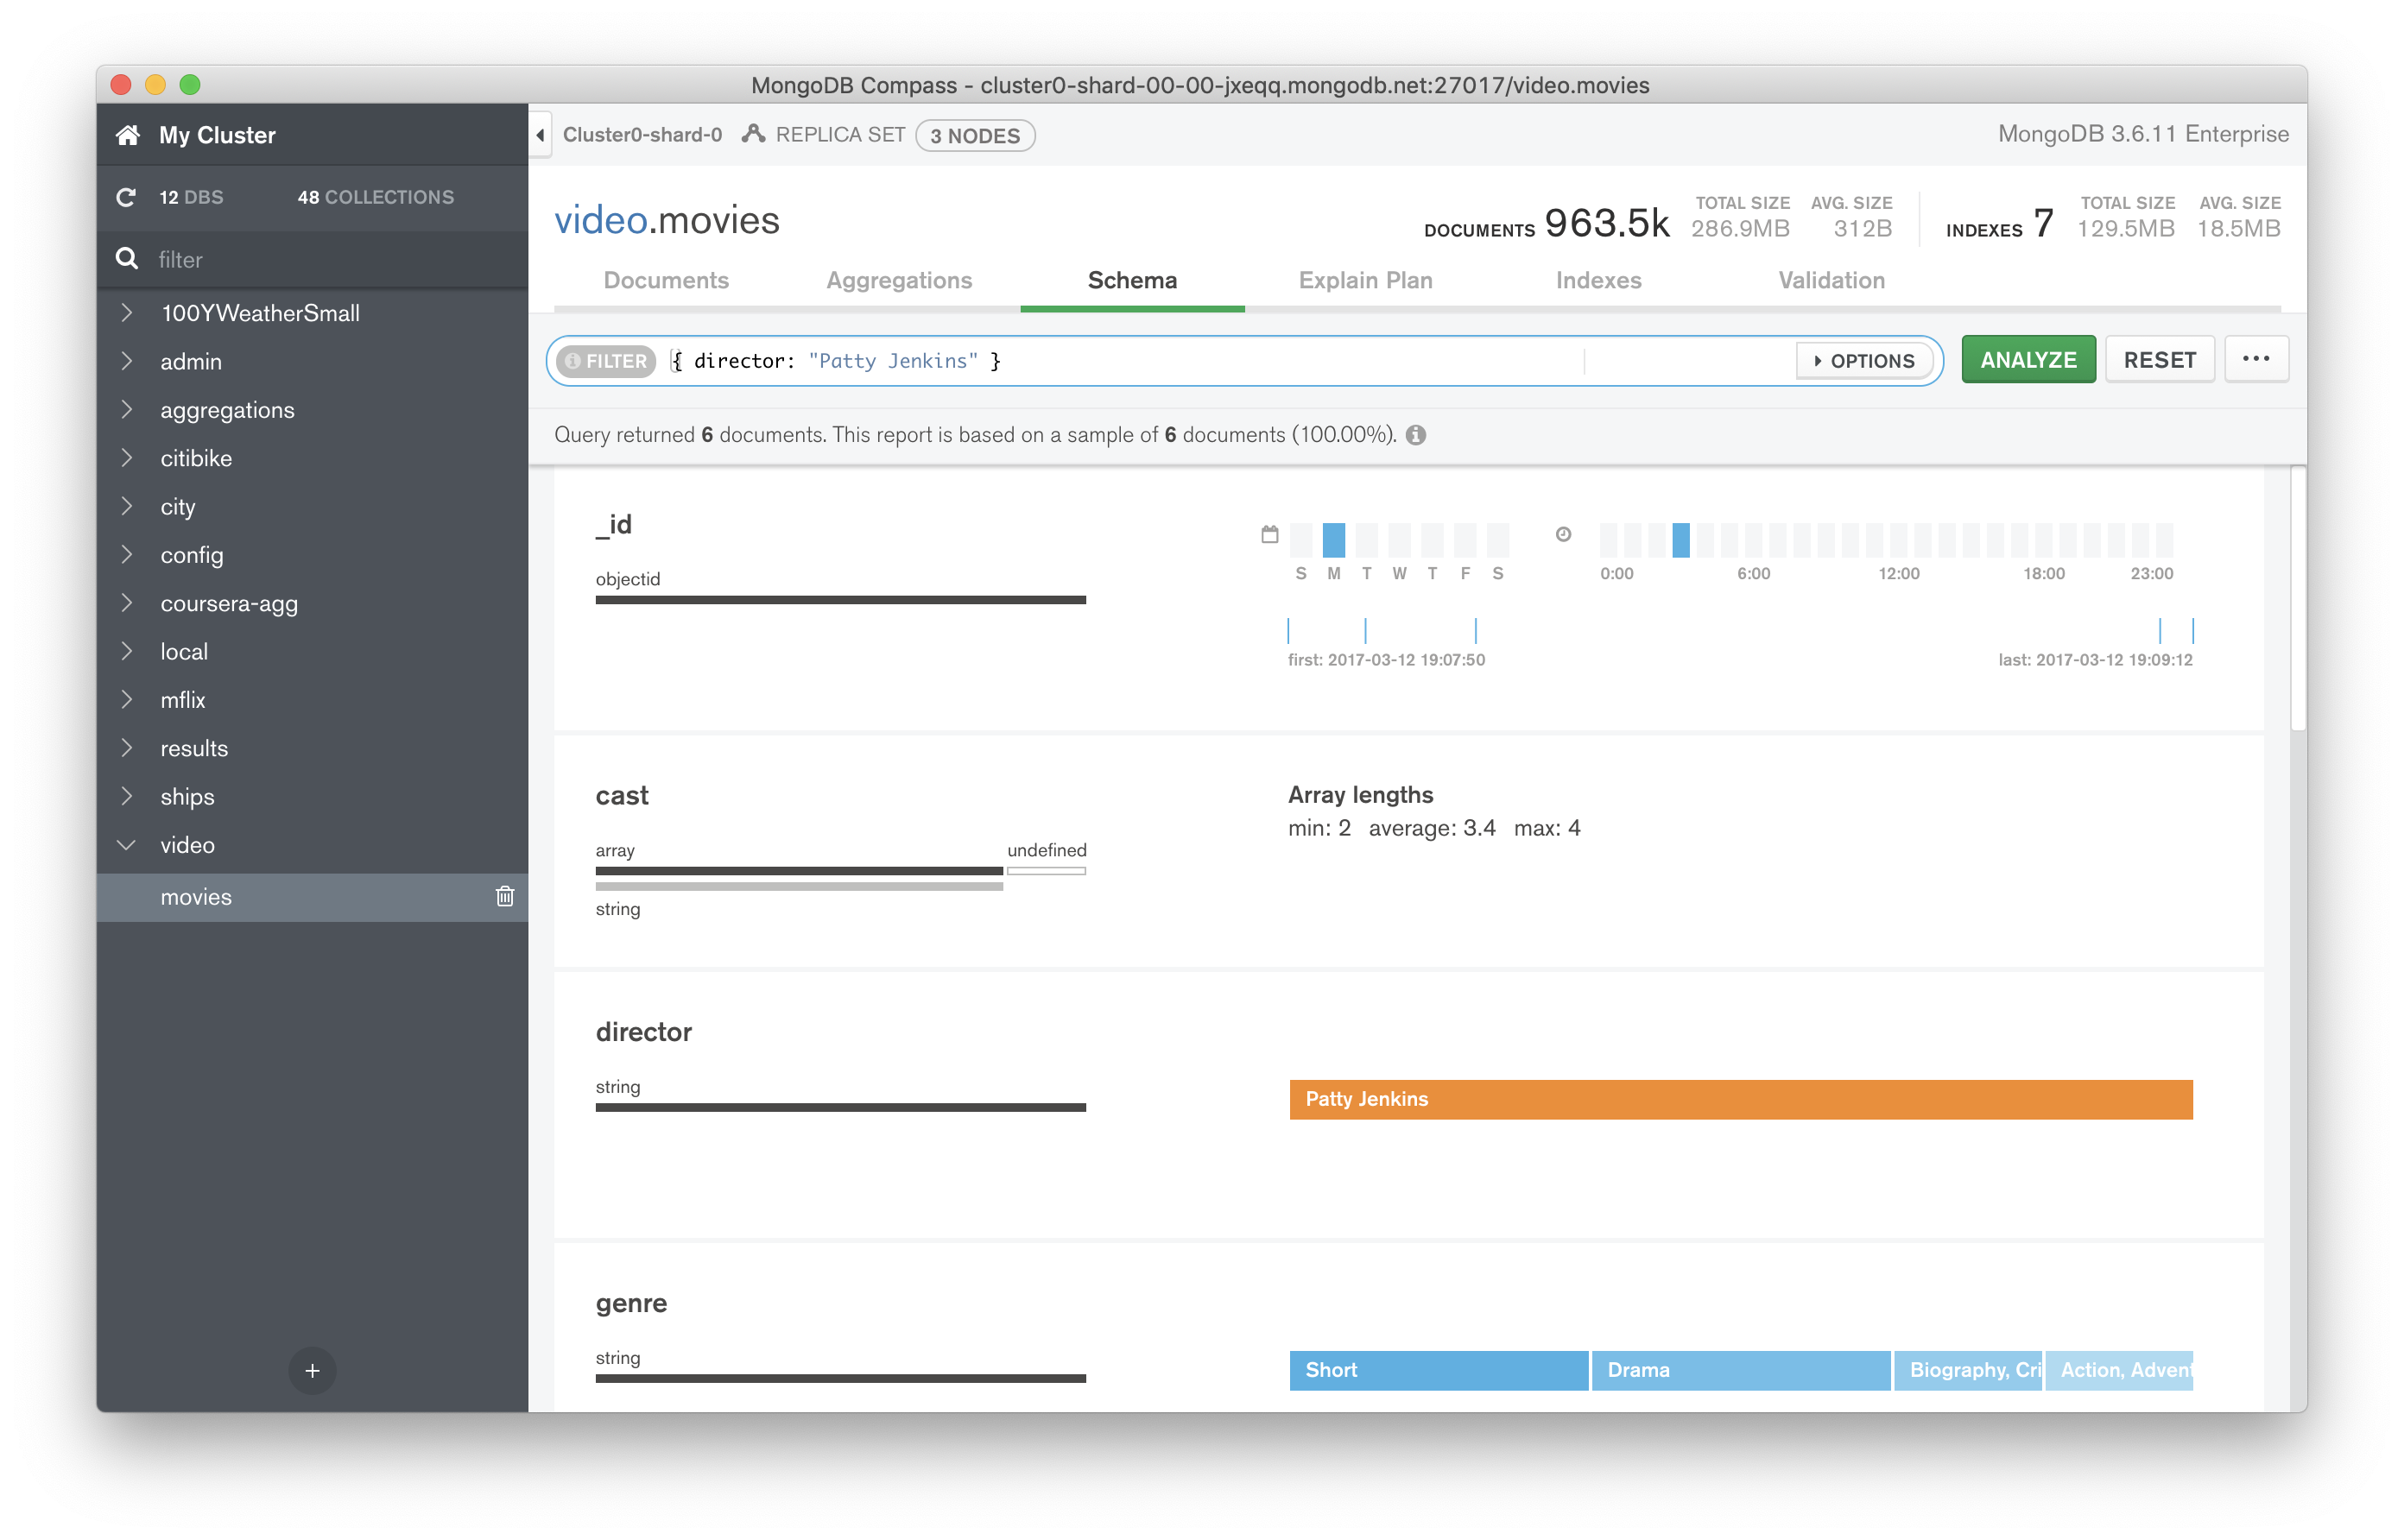 MongoDB Compass - cluster0-shard-00-00-jxeqq.mongodb.net:27017/video.movies
My Cluster
12 DBS 48 COLLECTIONS
filter
100YWeatherSmall
admin
aggregations
citibike
city
config
coursera-agg
local
mflix
results
ships
video
movies
+
Cluster0-shard-0 REPLICA SET 3 NODES
MongoDB 3.6.11 Enterprise
video.movies
DOCUMENTS 963.5k TOTAL SIZE 286.9MB AVG. SIZE 312B
INDEXES 7 TOTAL SIZE 129.5MB AVG. SIZE 18.5MB
Documents Aggregations Schema Explain Plan Indexes Validation
FILTER { director: "Patty Jenkins" } OPTIONS ANALYZE RESET ...
Query returned 6 documents. This report is based on a sample of 6 documents (100.00%).
_id
objectid
S M T W T F S
0:00 6:00 12:00 18:00 23:00
first: 2017-03-12 19:07:50 last: 2017-03-12 19:09:12
cast
array undefined
string
Array lengths
min: 2 average: 3.4 max: 4
director
string
Patty Jenkins
genre
string
Short Drama Biography, Cri Action, Advent